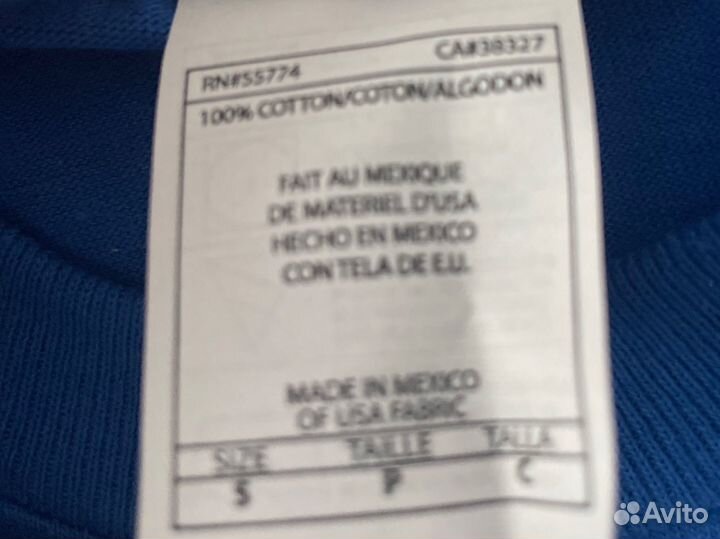 RN#55774 CA#38327
100% COTTON/COTON/ALGODON
FAIT AU MEXIQUE
DE MATERIEL D'USA
HECHO EN MEXICO
CON TELA DE E.U.
MADE IN MEXICO
OF USA FABRIC
SIZE TAILLE TALLA
S P C
Avito